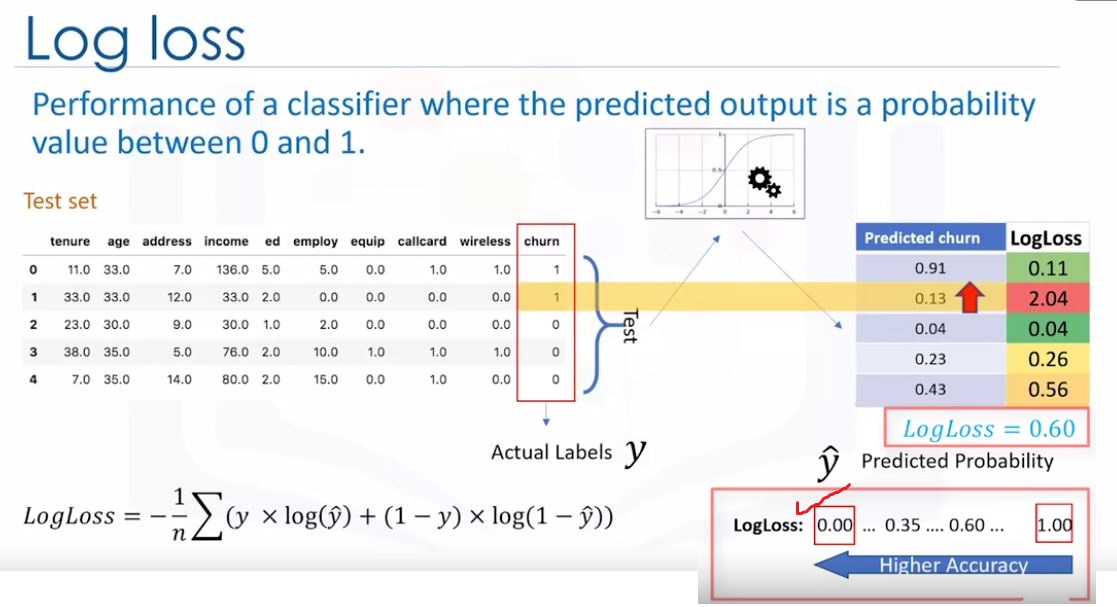 Log loss
Performance of a classifier where the predicted output is a probability
value between 0 and 1.
Test set
tenure age address income ed employ equip callcard wireless churn
0 11.0 33.0 7.0 136.0 5.0 5.0 0.0 1.0 1.0 1
1 33.0 33.0 12.0 33.0 2.0 0.0 0.0 0.0 0.0 1
2 23.0 30.0 9.0 30.0 1.0 2.0 0.0 0.0 0.0 0
3 38.0 35.0 5.0 76.0 2.0 10.0 1.0 1.0 1.0 0
4 7.0 35.0 14.0 80.0 2.0 15.0 0.0 1.0 0.0 0
Test
1
0.5
0
-6 -4 -2 0 2 4 6
Predicted churn LogLoss
0.91 0.11
0.13 2.04
0.04 0.04
0.23 0.26
0.43 0.56
LogLoss = 0.60
Actual Labels y
ŷ Predicted Probability
LogLoss = −1/n ∑(y × log(ŷ) + (1 − y) × log(1 − ŷ))
LogLoss: 0.00 ... 0.35 .... 0.60 ... 1.00
Higher Accuracy